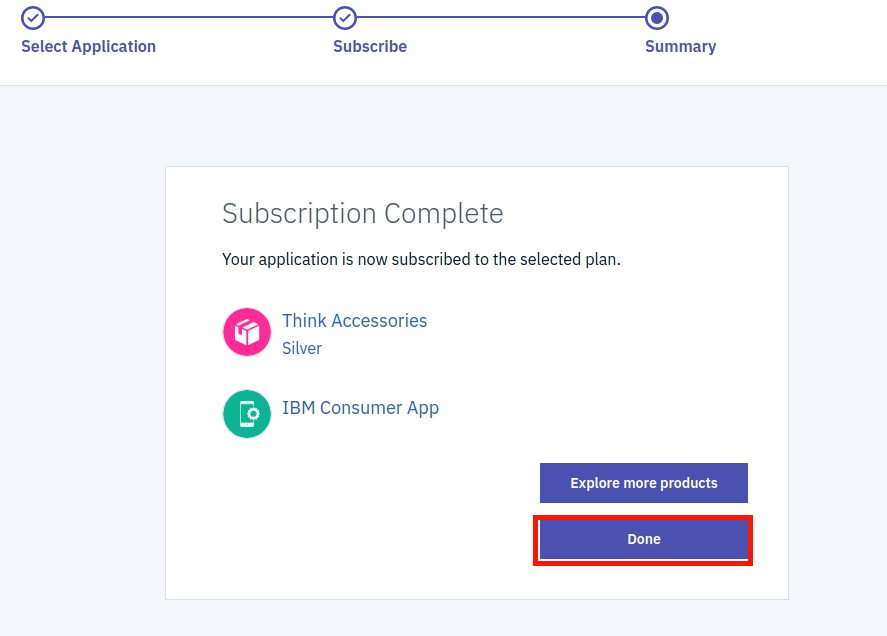 Select Application
Subscribe
Summary
Subscription Complete
Your application is now subscribed to the selected plan.
Think Accessories
Silver
IBM Consumer App
Explore more products
Done